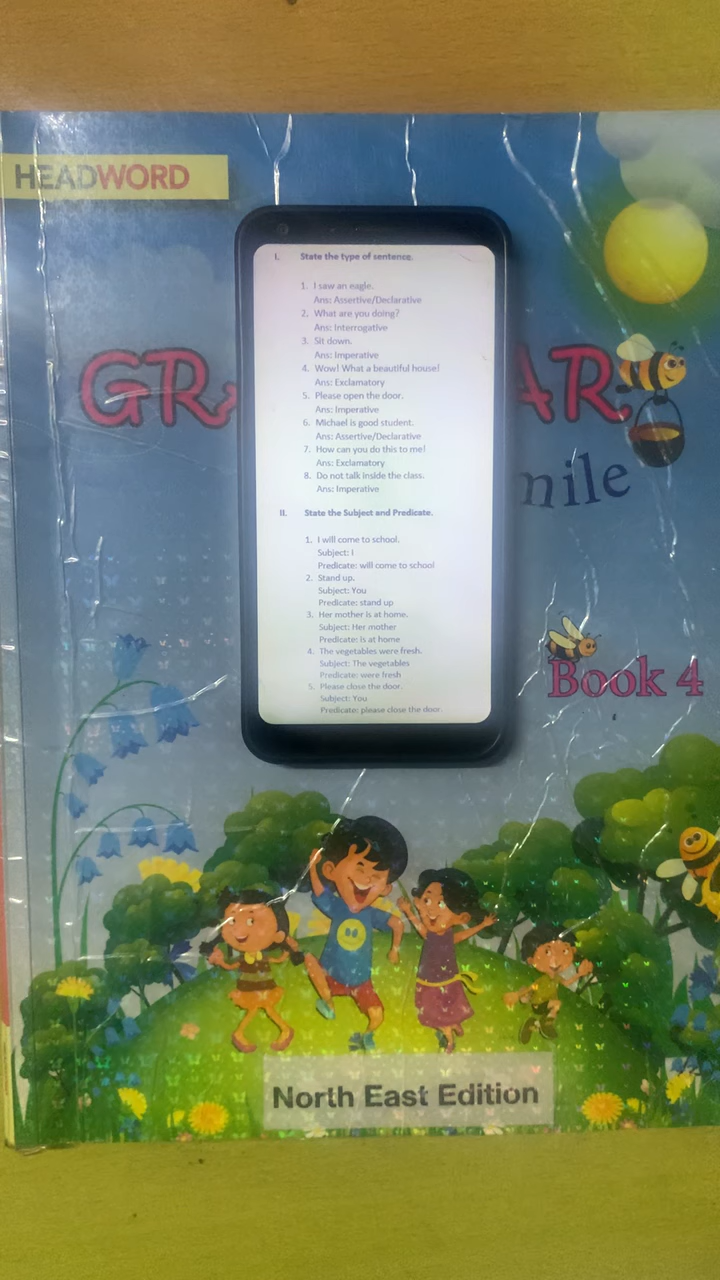 HEADWORD
I. State the type of sentence.
1. I saw an eagle.
Ans: Assertive/Declarative
2. What are you doing?
Ans: Interrogative
3. Sit down.
Ans: Imperative
4. Wow! What a beautiful house!
Ans: Exclamatory
5. Please open the door.
Ans: Imperative
6. Michael is good student.
Ans: Assertive/Declarative
7. How can you do this to me!
Ans: Exclamatory
8. Do not talk inside the class.
Ans: Imperative
II. State the Subject and Predicate.
1. I will come to school.
Subject: I
Predicate: will come to school
2. Stand up.
Subject: You
Predicate: stand up
3. Her mother is at home.
Subject: Her mother
Predicate: is at home
4. The vegetables were fresh.
Subject: The vegetables
Predicate: were fresh
5. Please close the door.
Subject: You
Predicate: please close the door.
Book 4
North East Edition